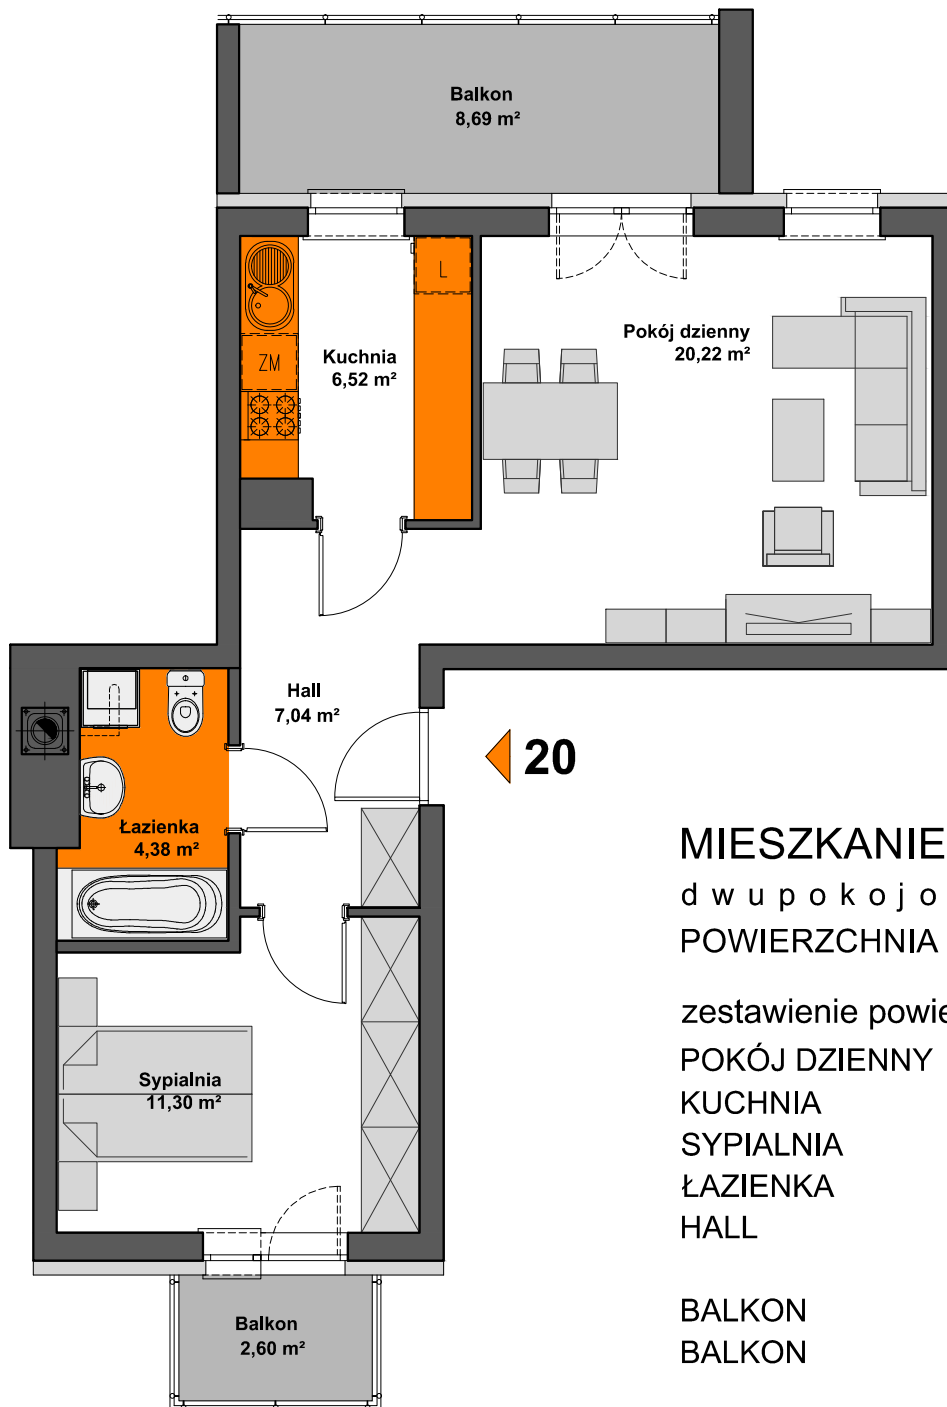 Balkon
8,69 m²
Pokój dzienny
20,22 m²
L
Kuchnia
6,52 m²
ZM
Hall
7,04 m²
20
Łazienka
4,38 m²
MIESZKANIE
dwupokojo
POWIERZCHNIA
zestawienie powie
POKÓJ DZIENNY
KUCHNIA
SYPIALNIA
ŁAZIENKA
HALL
BALKON
BALKON
Sypialnia
11,30 m²
Balkon
2,60 m²